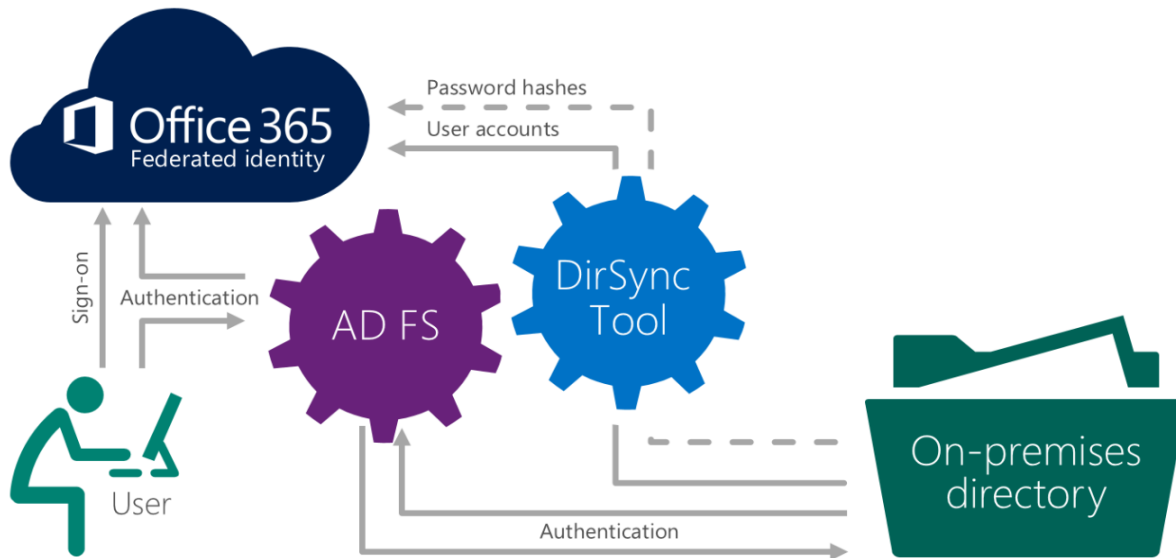 Password hashes
User accounts
Office 365
Federated identity
Sign-on
Authentication
AD FS
DirSync
Tool
User
On-premises
directory
Authentication